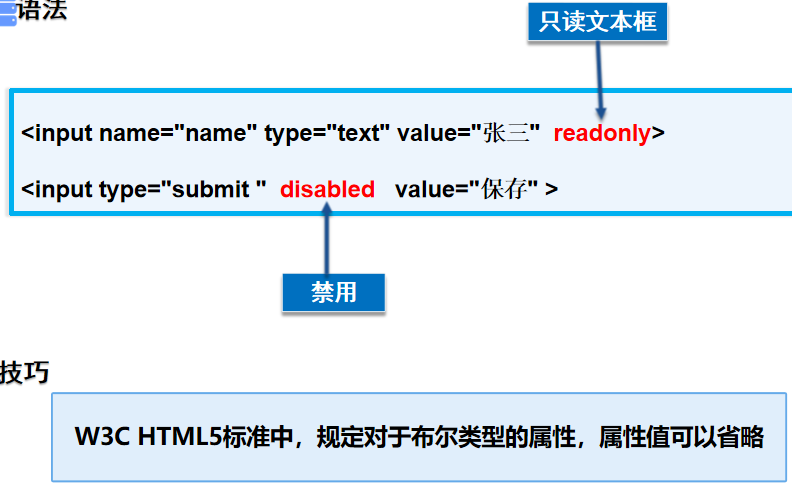 语法
只读文本框
<input name="name" type="text" value="张三" readonly>
<input type="submit " disabled value="保存" >
禁用
技巧
W3C HTML5标准中，规定对于布尔类型的属性，属性值可以省略